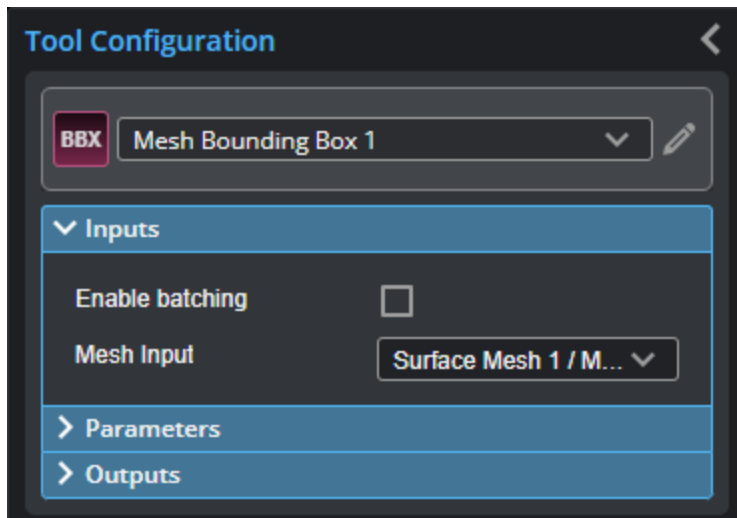 Tool Configuration
BBX Mesh Bounding Box 1
Inputs
Enable batching
Mesh Input Surface Mesh 1 / M...
Parameters
Outputs